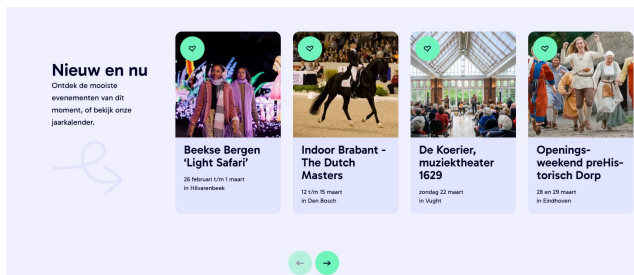 Nieuw en nu
Ontdek de mooiste
evenementen van dit
moment, of bekijk onze
jaarkalender.
Beekse Bergen
‘Light Safari’
26 februari t/m 1 maart
in Hilvarenbeek
Indoor Brabant -
The Dutch
Masters
12 t/m 15 maart
in Den Bosch
De Koerier,
muziektheater
1629
zondag 22 maart
in Vught
Openings-
weekend preHis-
torisch Dorp
28 en 29 maart
in Eindhoven